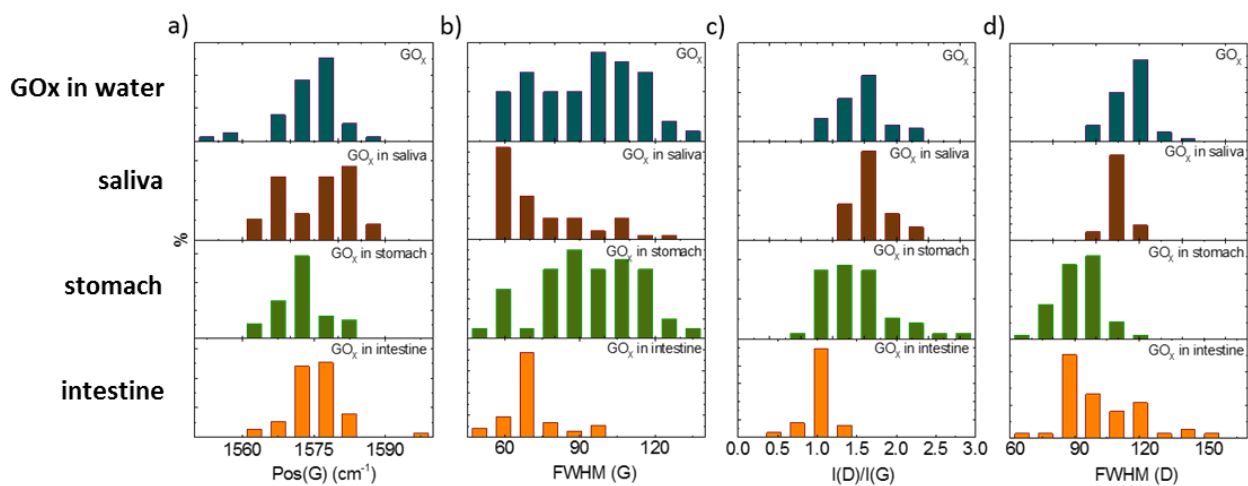 a) b) c) d)
GOx in water
GOₓ GOₓ GOₓ GOₓ
saliva
GOₓ in saliva GOₓ in saliva GOₓ in saliva GOₓ in saliva
%
stomach
GOₓ in stomach GOₓ in stomach GOₓ in stomach GOₓ in stomach
intestine
GOₓ in intestine GOₓ in intestine GOₓ in intestine GOₓ in intestine
1560 1575 1590 60 90 120 0.0 0.5 1.0 1.5 2.0 2.5 3.0 60 90 120 150
Pos(G) (cm⁻¹) FWHM (G) I(D)/I(G) FWHM (D)